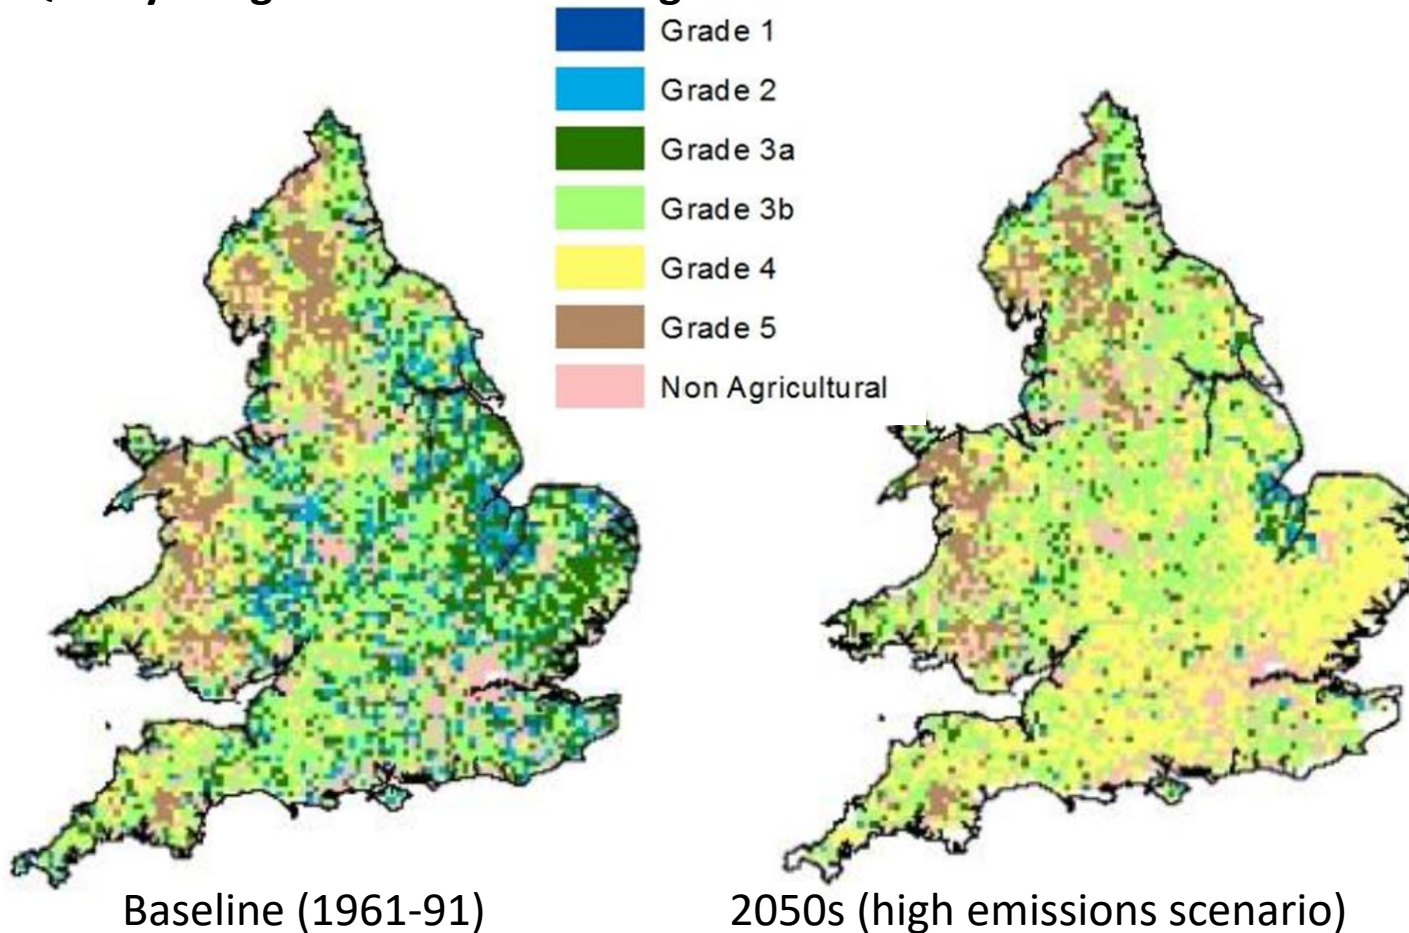 Grade 1
Grade 2
Grade 3a
Grade 3b
Grade 4
Grade 5
Non Agricultural
Baseline (1961-91)
2050s (high emissions scenario)